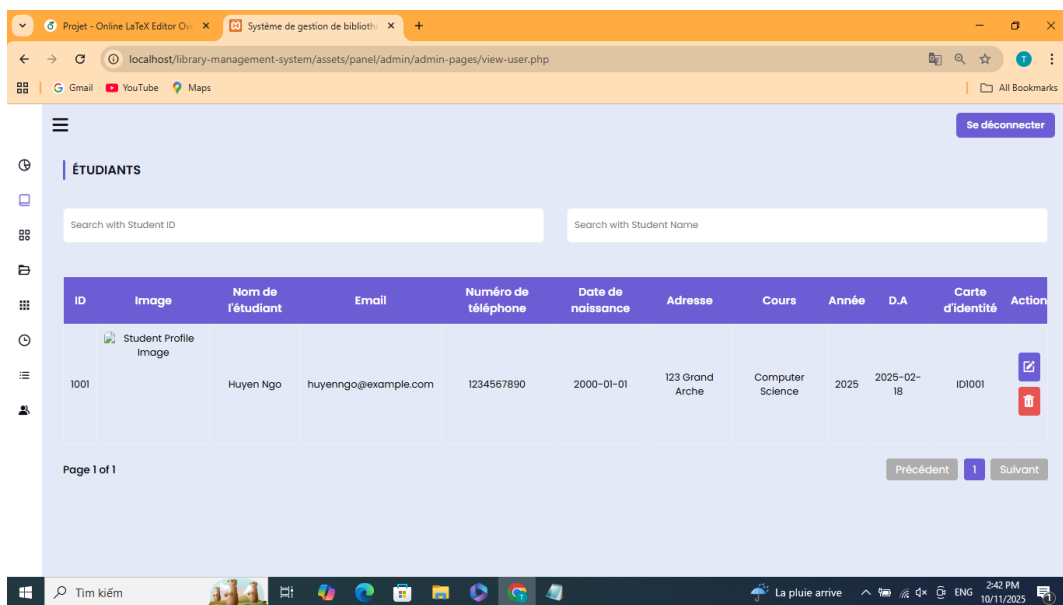 Projet - Online LaTeX Editor Ov
Système de gestion de biblioth
localhost/library-management-system/assets/panel/admin/admin-pages/view-user.php
T
Gmail YouTube Maps
All Bookmarks
Se déconnecter
ÉTUDIANTS
Search with Student ID
Search with Student Name
ID Image Nom de l'étudiant Email Numéro de téléphone Date de naissance Adresse Cours Année D.A Carte d'identité Action
1001 Student Profile Image Huyen Ngo huyenngo@example.com 1234567890 2000-01-01 123 Grand Arche Computer Science 2025 2025-02-18 ID1001
Page 1 of 1
Précédent 1 Suivant
Tìm kiếm
La pluie arrive
ENG
2:42 PM
10/11/2025